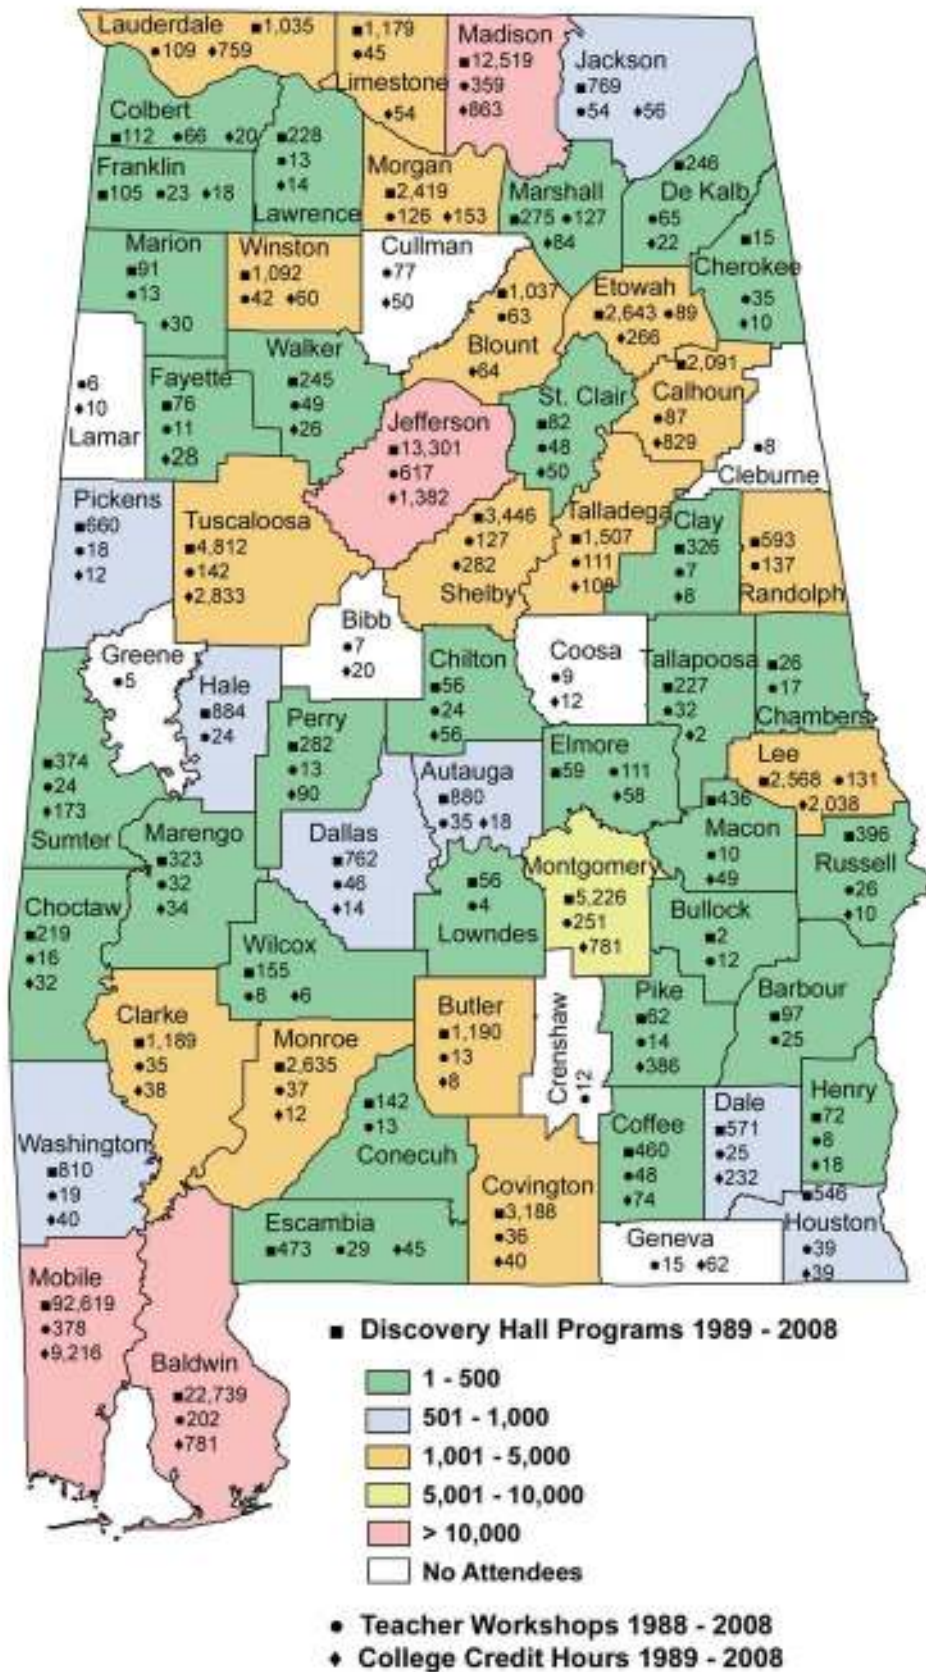 Lauderdale ■1,035
●109 ♦759
■1,179
●45
Limestone
♦54
Madison
■12,519
●359
♦863
Jackson
■769
●54 ♦56
Colbert
■112 ●66 ♦20
■228
●13
♦14
Lawrence
Franklin
■105 ●23 ♦18
Morgan
■2,419
●126 ♦153
Marshall
■275 ●127
♦84
■246
De Kalb
●65
♦22
■15
Cherokee
●35
♦10
Marion
■91
●13
♦30
Winston
■1,092
●42 ♦60
Cullman
●77
♦50
■1,037
●63
Blount
♦64
Etowah
■2,643 ●89
♦266
Walker
■245
●49
♦26
●6
♦10
Lamar
Fayette
■76
●11
♦28
Jefferson
■13,301
●617
♦1,382
St. Clair
■82
●48
♦50
■2,091
Calhoun
●87
♦829
●8
Cleburne
Pickens
■660
●18
♦12
Tuscaloosa
■4,812
●142
♦2,833
■3,446
●127
♦282
Shelby
Talladega
■1,507
●111
♦108
Clay
■326
●7
♦8
■593
●137
Randolph
Bibb
●7
♦20
Greene
●5
Hale
■884
●24
Chilton
■56
●24
♦56
Coosa
●9
♦12
Tallapoosa
■227
●32
♦2
■26
●17
Chambers
Perry
■282
●13
♦90
■374
●24
♦173
Sumter
Autauga
■880
●35 ♦18
Elmore
■59 ●111
♦58
Lee
■2,568 ●131
♦2,038
Marengo
■323
●32
♦34
Dallas
■762
●46
♦14
■436
Macon
●10
♦49
■396
Russell
●26
♦10
Montgomery
■5,226
●251
♦781
■56
●4
Lowndes
Choctaw
■219
●16
♦32
Wilcox
■155
●8 ♦6
Bullock
■2
●12
Clarke
■1,189
●35
♦38
Monroe
■2,635
●37
♦12
Butler
■1,190
●13
♦8
Crenshaw
●12
Pike
■62
●14
♦386
Barbour
■97
●25
Washington
■810
●19
♦40
■142
●13
Conecuh
Coffee
■460
●48
♦74
Dale
■571
●25
♦232
Henry
■72
●8
♦18
Escambia
■473 ●29 ♦45
Covington
■3,188
●36
♦40
Geneva
●15 ♦62
■546
Houston
●39
♦39
Mobile
■92,619
●378
♦9,216
Baldwin
■22,739
●202
♦781
■ Discovery Hall Programs 1989 - 2008
1 - 500
501 - 1,000
1,001 - 5,000
5,001 - 10,000
> 10,000
No Attendees
● Teacher Workshops 1988 - 2008
♦ College Credit Hours 1989 - 2008